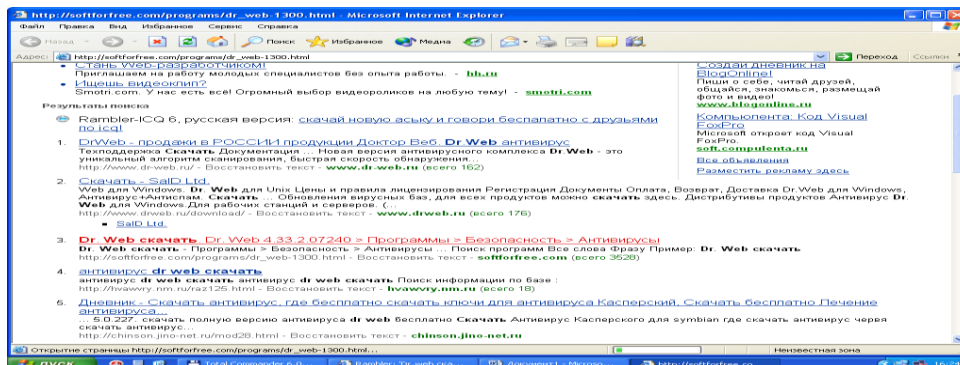 http://softforfree.com/programs/dr_web-1300.html - Microsoft Internet Explorer
Файл Правка Вид Избранное Сервис Справка
Назад Поиск Избранное Медиа
Адрес: http://softforfree.com/programs/dr_web-1300.html Переход Ссылки
Стань Web-разработчиком!
Приглашаем на работу молодых специалистов без опыта работы. - hh.ru
Ищешь видеоклип?
Smotri.com. У нас есть всё! Огромный выбор видеороликов на любую тему! - smotri.com
Создай дневник на
BlogOnline!
Пиши о себе, читай друзей,
общайся, знакомься, размещай
фото и видео!
www.blogonline.ru
Компьюлента: Код Visual
FoxPro
Microsoft откроет код Visual
FoxPro.
soft.compulenta.ru
Все объявления
Разместить рекламу здесь
Результаты поиска
Rambler-ICQ 6, русская версия: скачай новую аську и говори бесплатно с друзьями
по icq!
1. DrWeb - продажи в РОССИИ продукции Доктор Веб, Dr.Web антивирус
Техподдержка Скачать Документация ... Новая версия антивирусного комплекса Dr.Web - это
уникальный алгоритм сканирования, быстрая скорость обнаружения...
http://www.dr-web.ru/ - Восстановить текст - www.dr-web.ru (всего 162)
2. Скачать - SalD Ltd.
Web для Windows. Dr. Web для Unix Цены и правила лицензирования Регистрация Документы Оплата, Возврат, Доставка Dr.Web для Windows,
Антивирус+Антиспам. Скачать ... Обновления вирусных баз, для всех продуктов можно скачать здесь. Дистрибутивы продуктов Антивирус Dr.
Web для Windows.Для рабочих станций и серверов. (...
http://www.drweb.ru/download/ - Восстановить текст - www.drweb.ru (всего 176)
SalD Ltd.
3. Dr. Web скачать. Dr. Web 4.33.2.07240 > Программы > Безопасность > Антивирусы
Dr. Web скачать - Программы > Безопасность > Антивирусы ... Поиск программ Все слова Фразу Пример: Dr. Web скачать
http://softforfree.com/programs/dr_web-1300.html - Восстановить текст - softforfree.com (всего 3528)
4. антивирус dr web скачать
антивирус dr web скачать антивирус dr web скачать Поиск информации по базе :
http://hvawry.nm.ru/raz125.html - Восстановить текст - hvawry.nm.ru (всего 18)
5. Дневник - Скачать антивирус, где бесплатно скачать ключи для антивируса Касперский, Скачать бесплатно Лечение
антивируса...
... 5.0.227. скачать полную версию антивируса dr web бесплатно Скачать Антивирус Касперского для symbian где скачать антивирус червя
скачать антивирус...
http://chinson.jino-net.ru/mod28.html - Восстановить текст - chinson.jino-net.ru
Открытие страницы http://softforfree.com/programs/dr_web-1300.html... Неизвестная зона
пуск Total Commander 6.0... Rambler: Dr-web ска... Документ1 - Microso... http://softforfree.co...